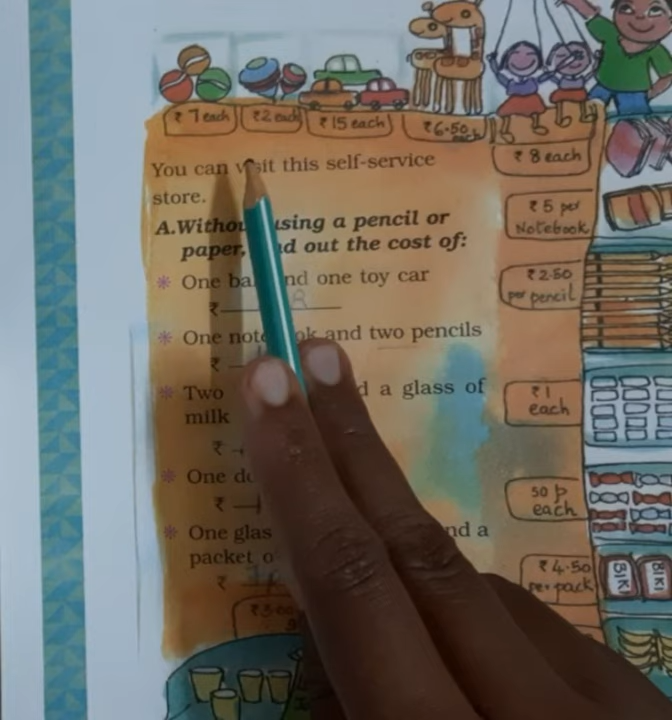 ₹ 7 each
₹2 each
₹ 15 each
₹6.50 each
₹ 8 each
You can visit this self-service
store.
₹ 5 per
Notebook
A.Without using a pencil or
paper, find out the cost of:
₹2.50
per pencil
One and one toy car
₹
One notebook and two pencils
₹
Two a glass of
milk
₹
₹1
each
One
₹
50 p
each
One and a
packet
₹
₹4.50
per pack
BIKI
BIKI